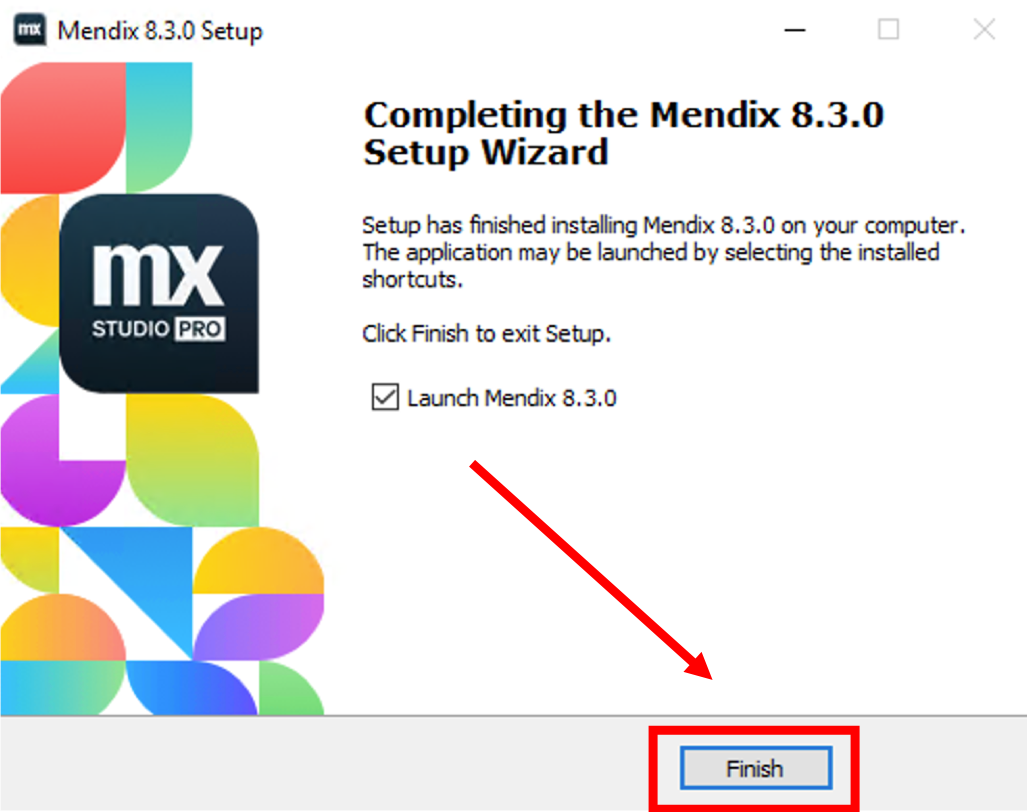 mx Mendix 8.3.0 Setup
Completing the Mendix 8.3.0
Setup Wizard
Setup has finished installing Mendix 8.3.0 on your computer.
The application may be launched by selecting the installed
shortcuts.
mx
STUDIO PRO
Click Finish to exit Setup.
Launch Mendix 8.3.0
Finish